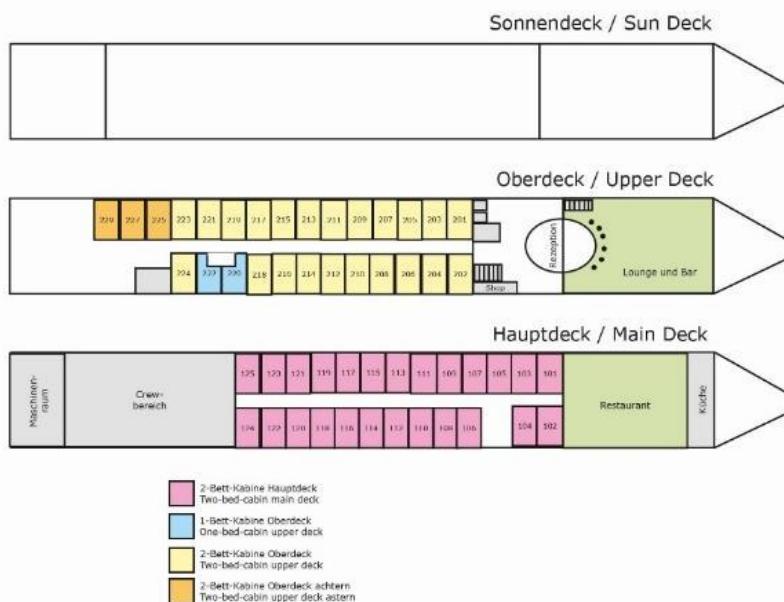 Sonnendeck / Sun Deck
Oberdeck / Upper Deck
229 227 225 223 221 219 217 215 213 211 209 207 205 203 201
Rezeption
224 222 220 218 216 214 212 210 208 206 204 202
Lounge und Bar
Shop
Hauptdeck / Main Deck
Maschinen-
raum
Crew-
bereich
125 123 121 119 117 115 113 111 109 107 105 103 101
Restaurant
Küche
124 122 120 118 116 114 112 110 108 106 104 102
2-Bett-Kabine Hauptdeck
Two-bed-cabin main deck
1-Bett-Kabine Oberdeck
One-bed-cabin upper deck
2-Bett-Kabine Oberdeck
Two-bed-cabin upper deck
2-Bett-Kabine Oberdeck achtern
Two-bed-cabin upper deck astern